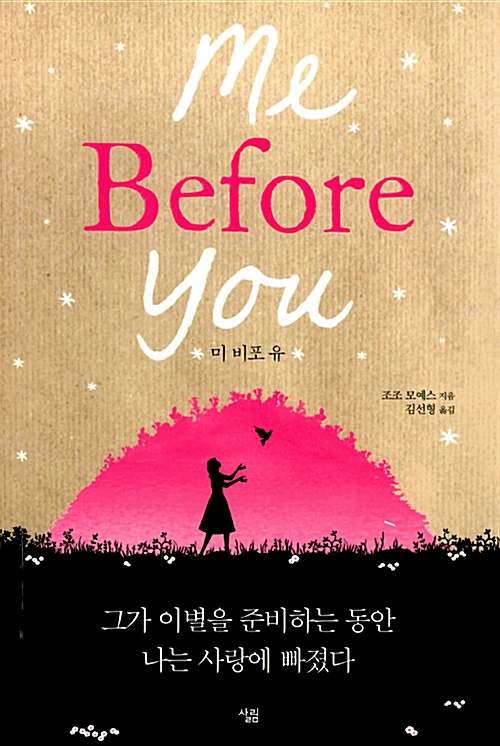 Me
Before
you
미 비포 유
조조 모예스 지음
김선형 옮김
그가 이별을 준비하는 동안
나는 사랑에 빠졌다
살림